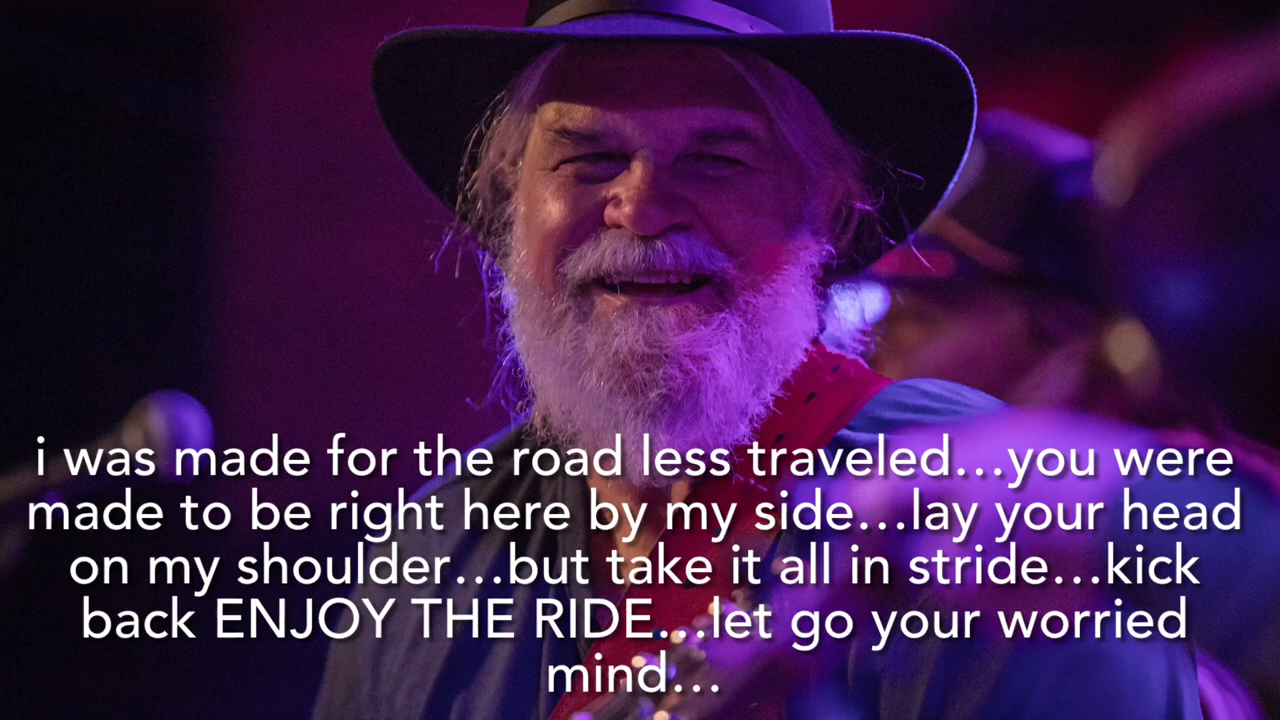 i was made for the road less traveled...you were
made to be right here by my side...lay your head
on my shoulder...but take it all in stride...kick
back ENJOY THE RIDE...let go your worried
mind...